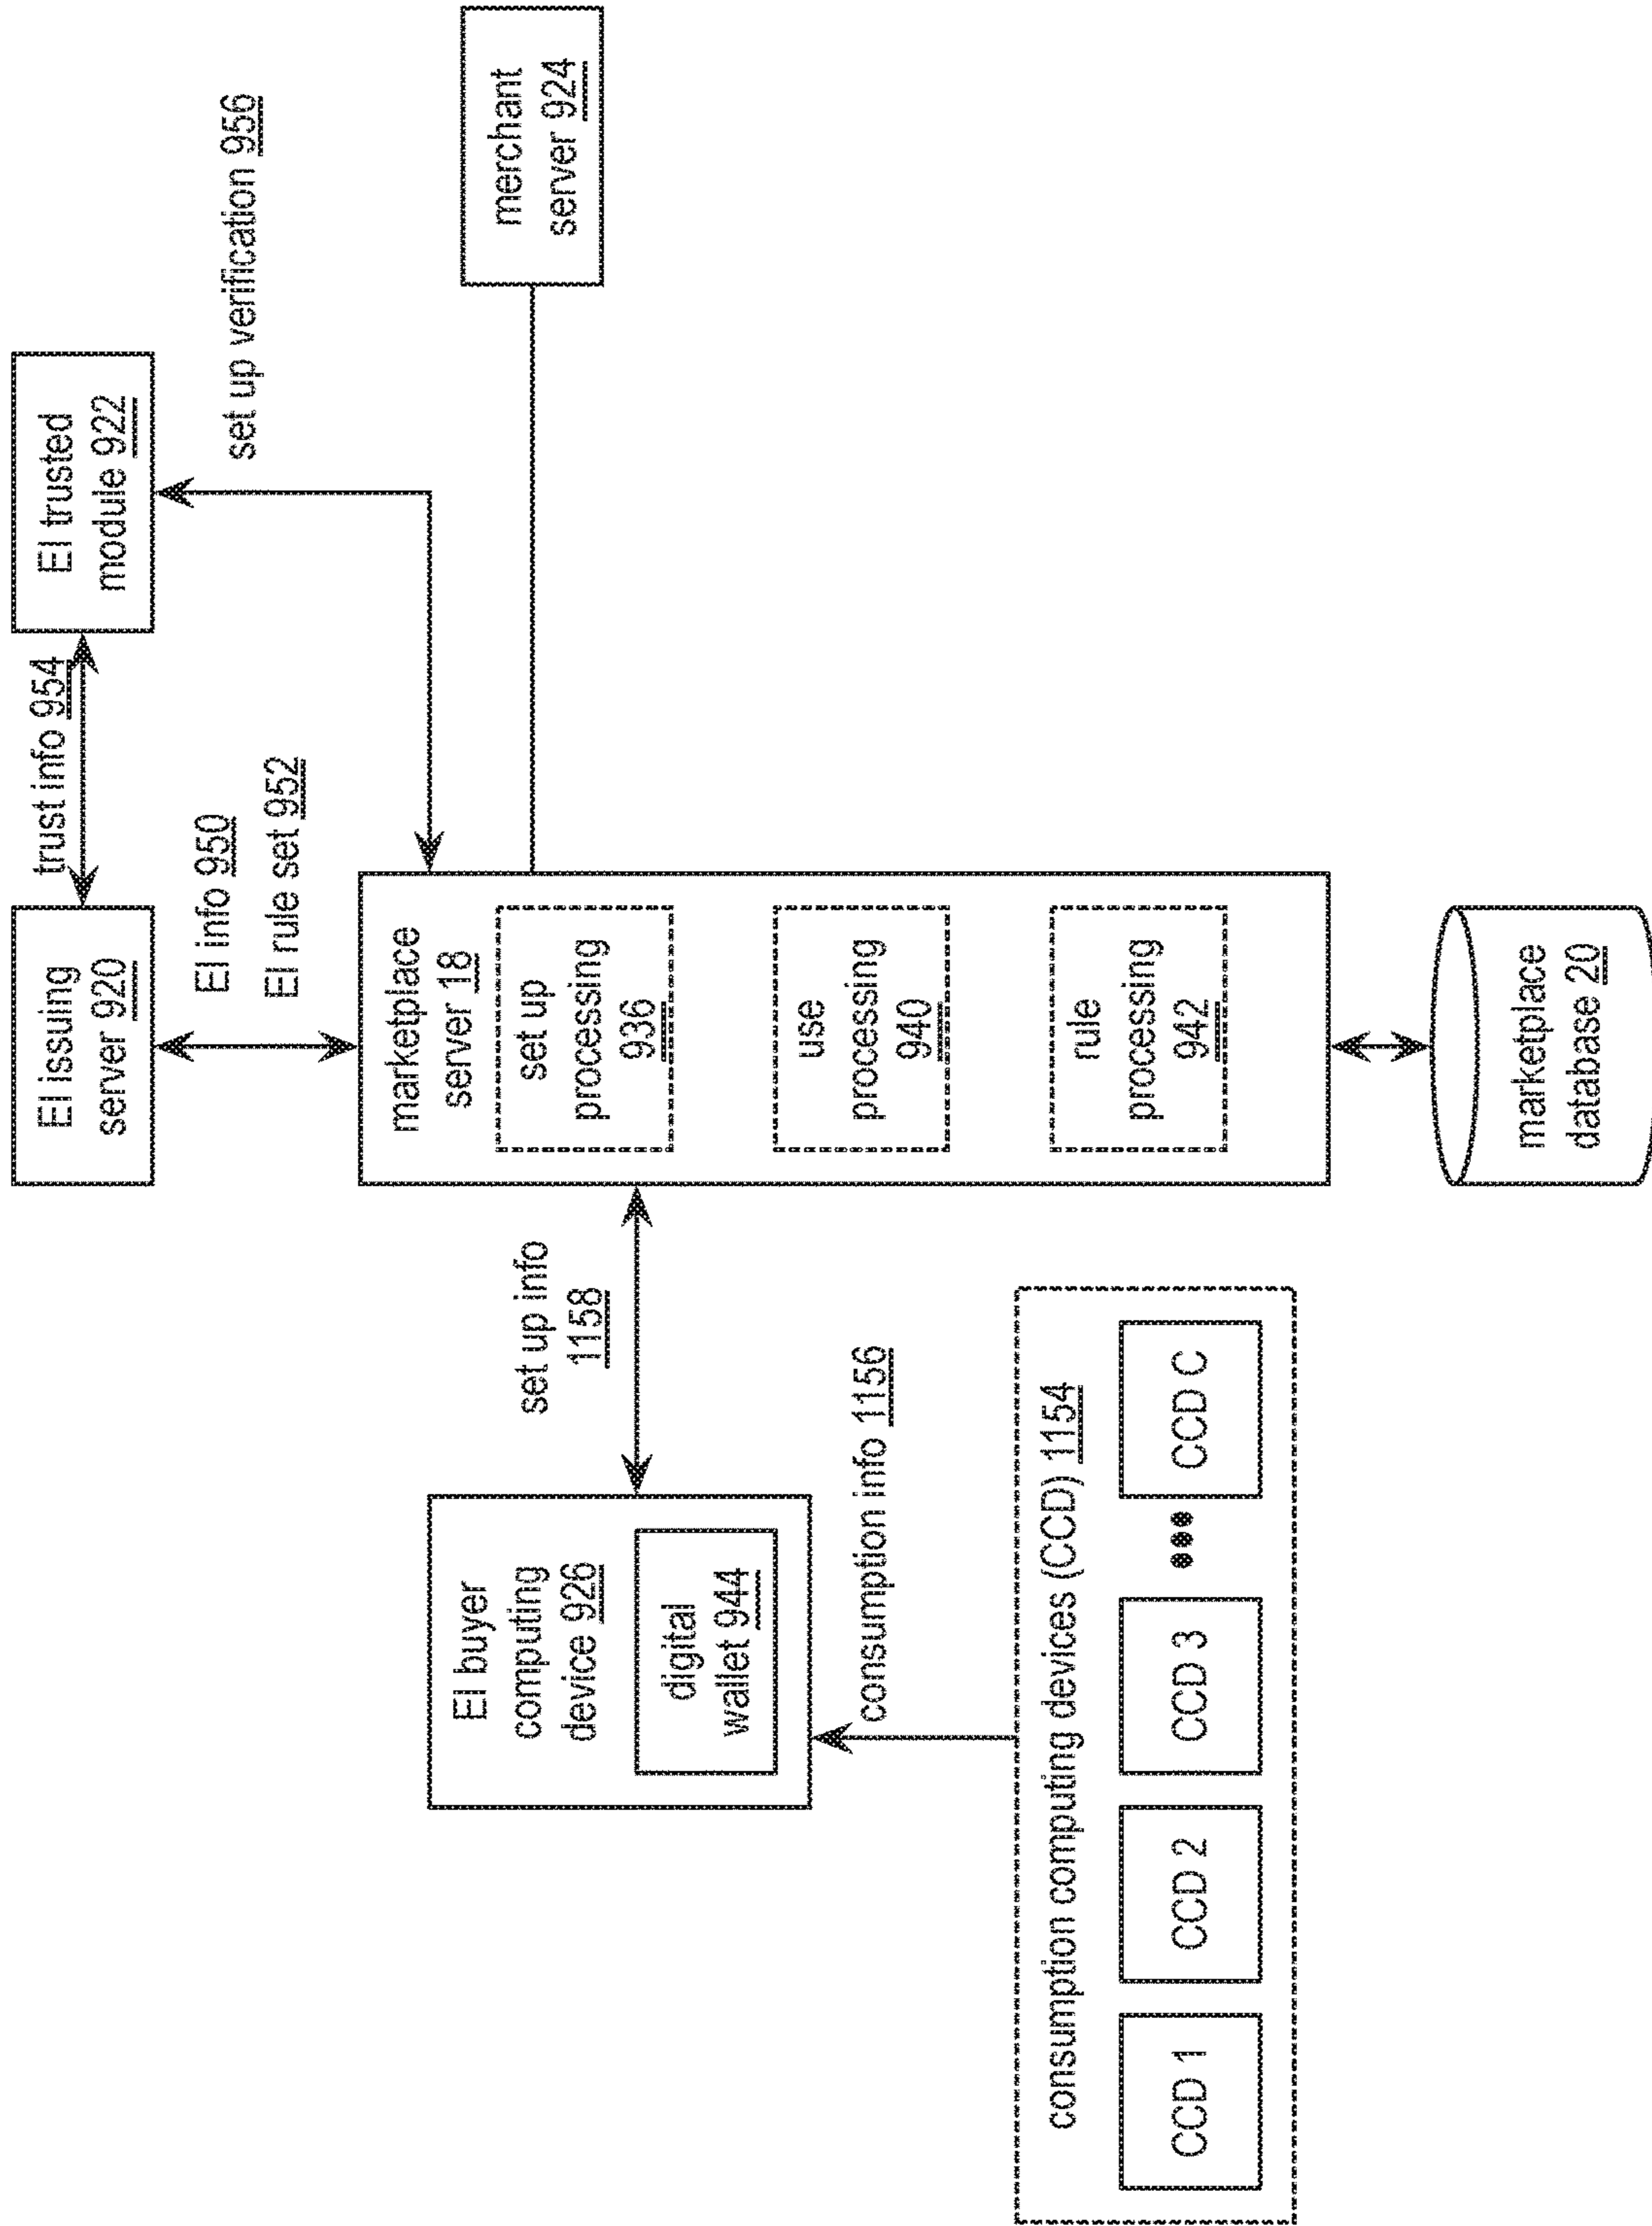 EI issuing
server 920
trust info 954
EI trusted
module 922
EI info 950
EI rule set 952
set up verification 956
merchant
server 924
EI buyer
computing
device 926
digital
wallet 944
set up info
1158
marketplace
server 18
set up
processing
936
use
processing
940
rule
processing
942
consumption info 1156
consumption computing devices (CCD) 1154
CCD 1
CCD 2
CCD 3
CCD C
marketplace
database 20